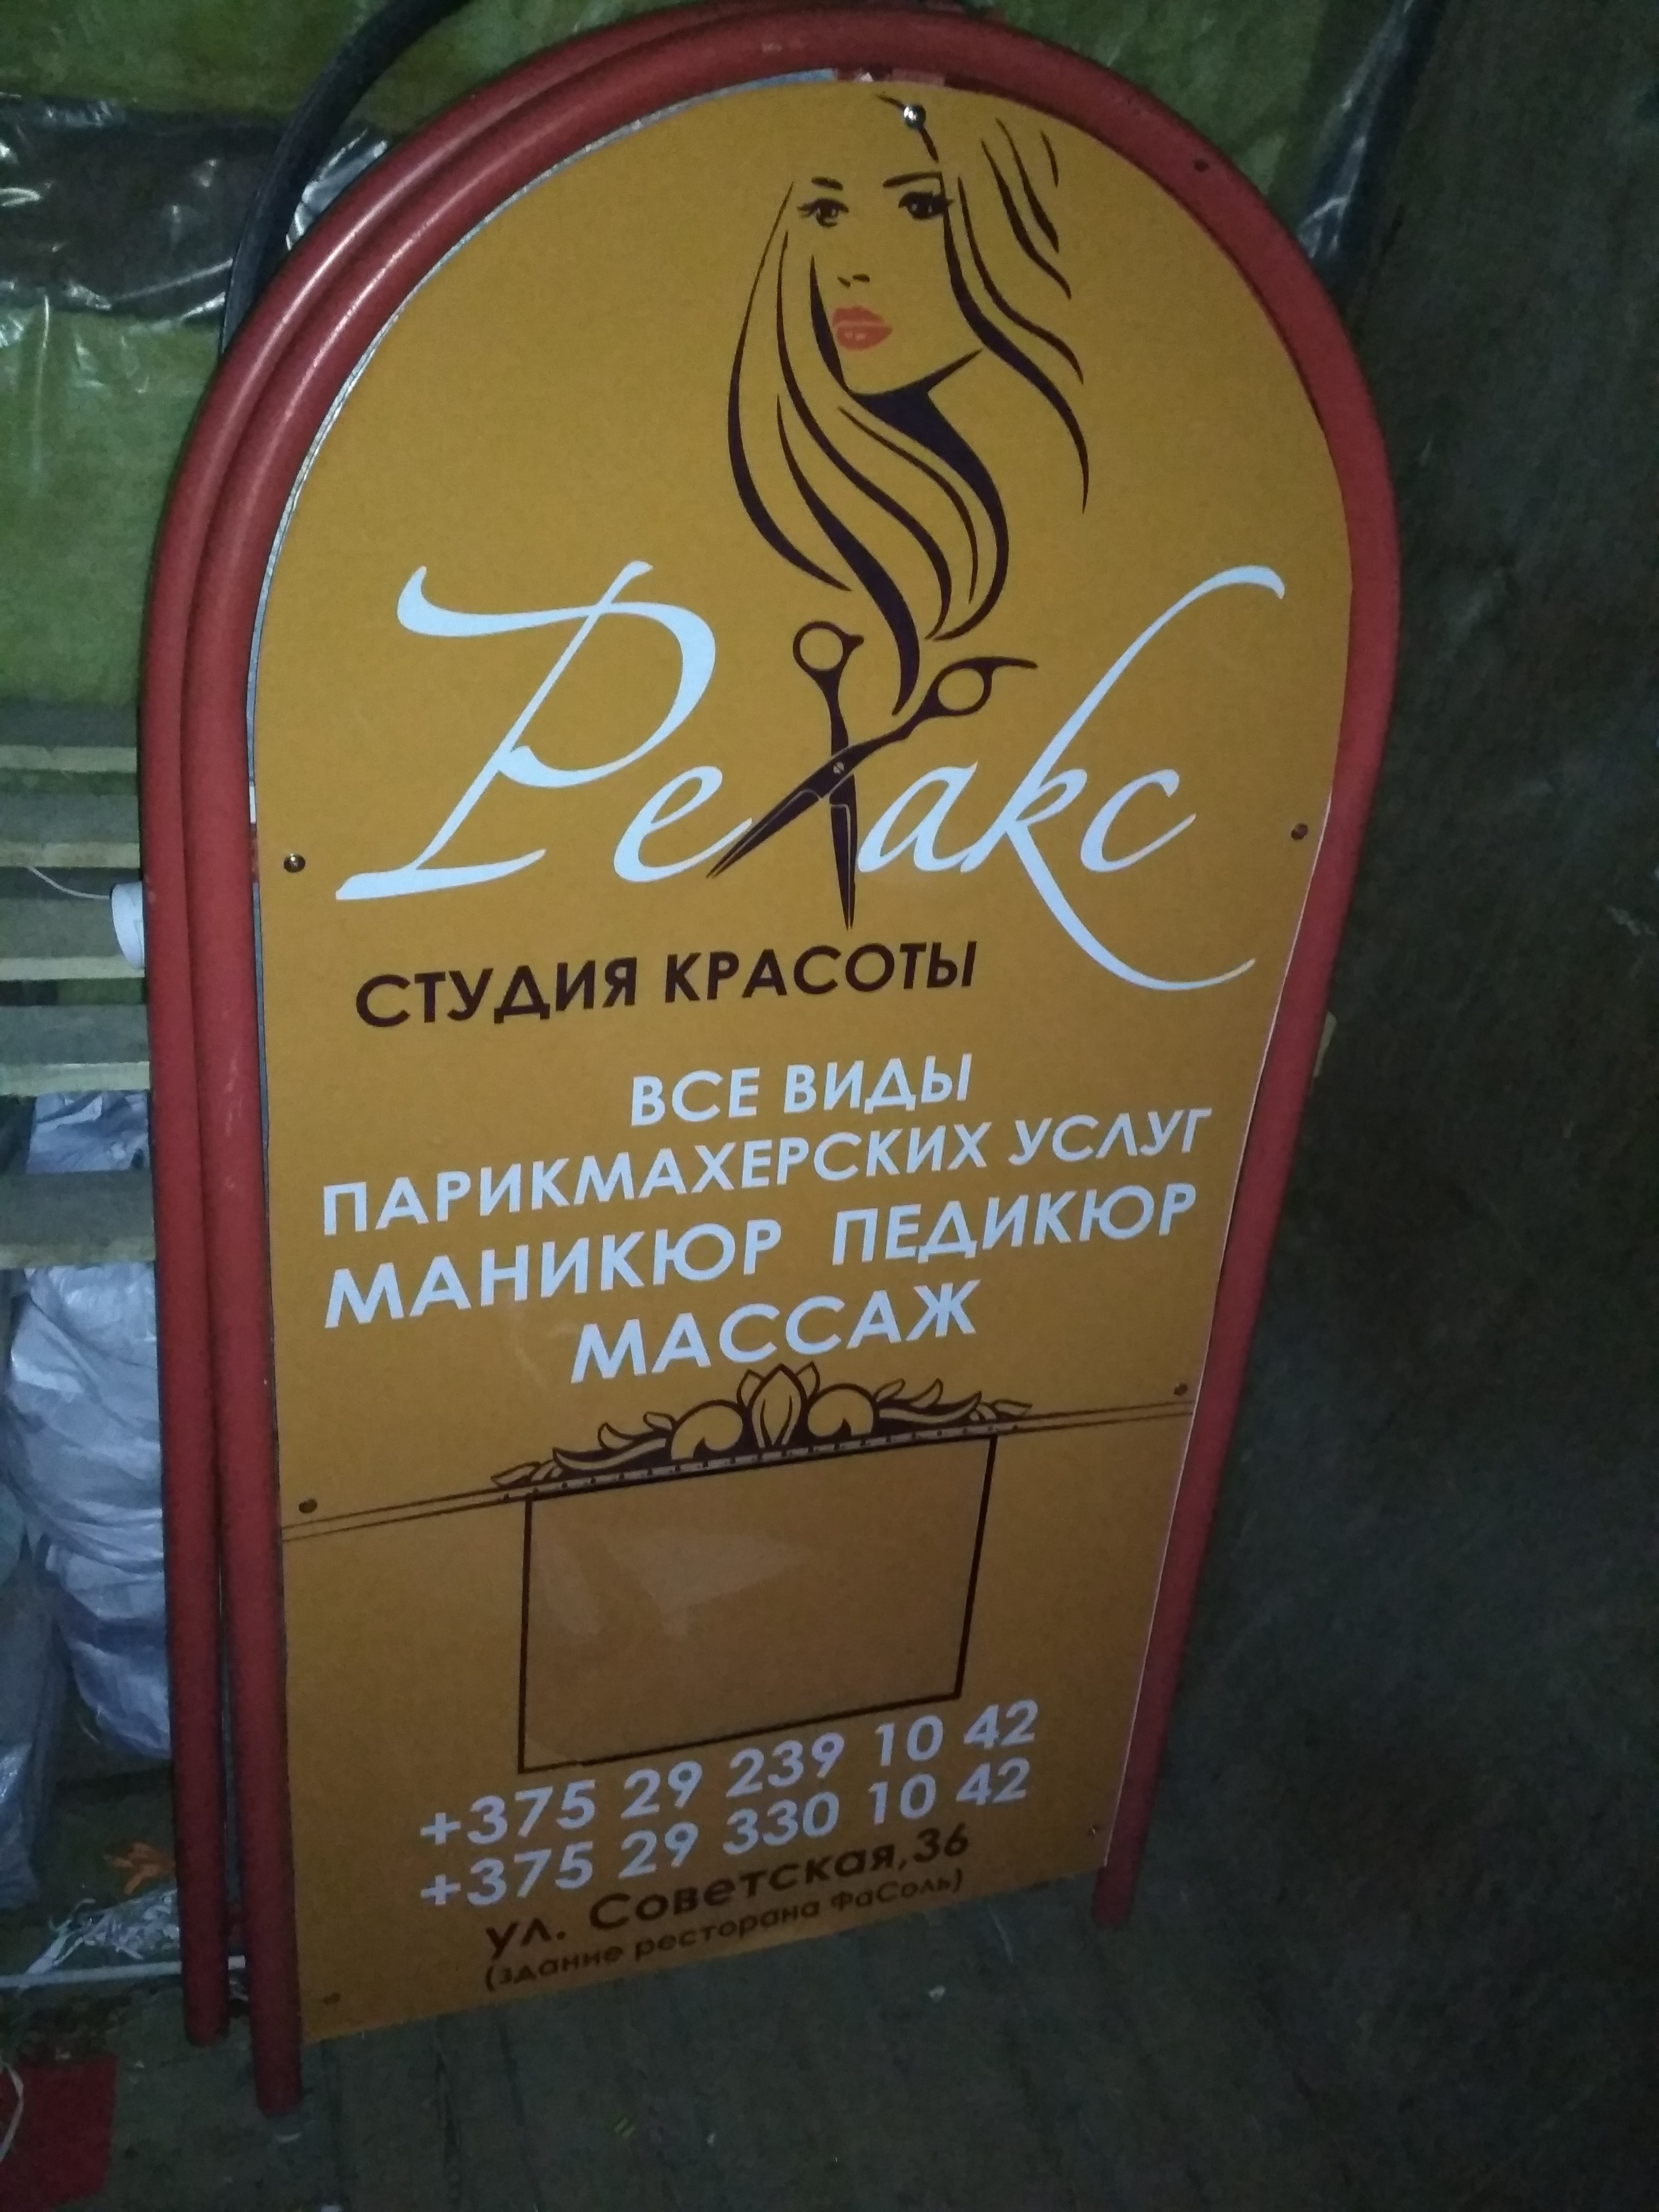 Релакс
СТУДИЯ КРАСОТЫ
ВСЕ ВИДЫ
ПАРИКМАХЕРСКИХ УСЛУГ
МАНИКЮР ПЕДИКЮР
МАССАЖ
+375 29 239 10 42
+375 29 330 10 42
ул. Советская,36
(здание ресторана ФаСоль)